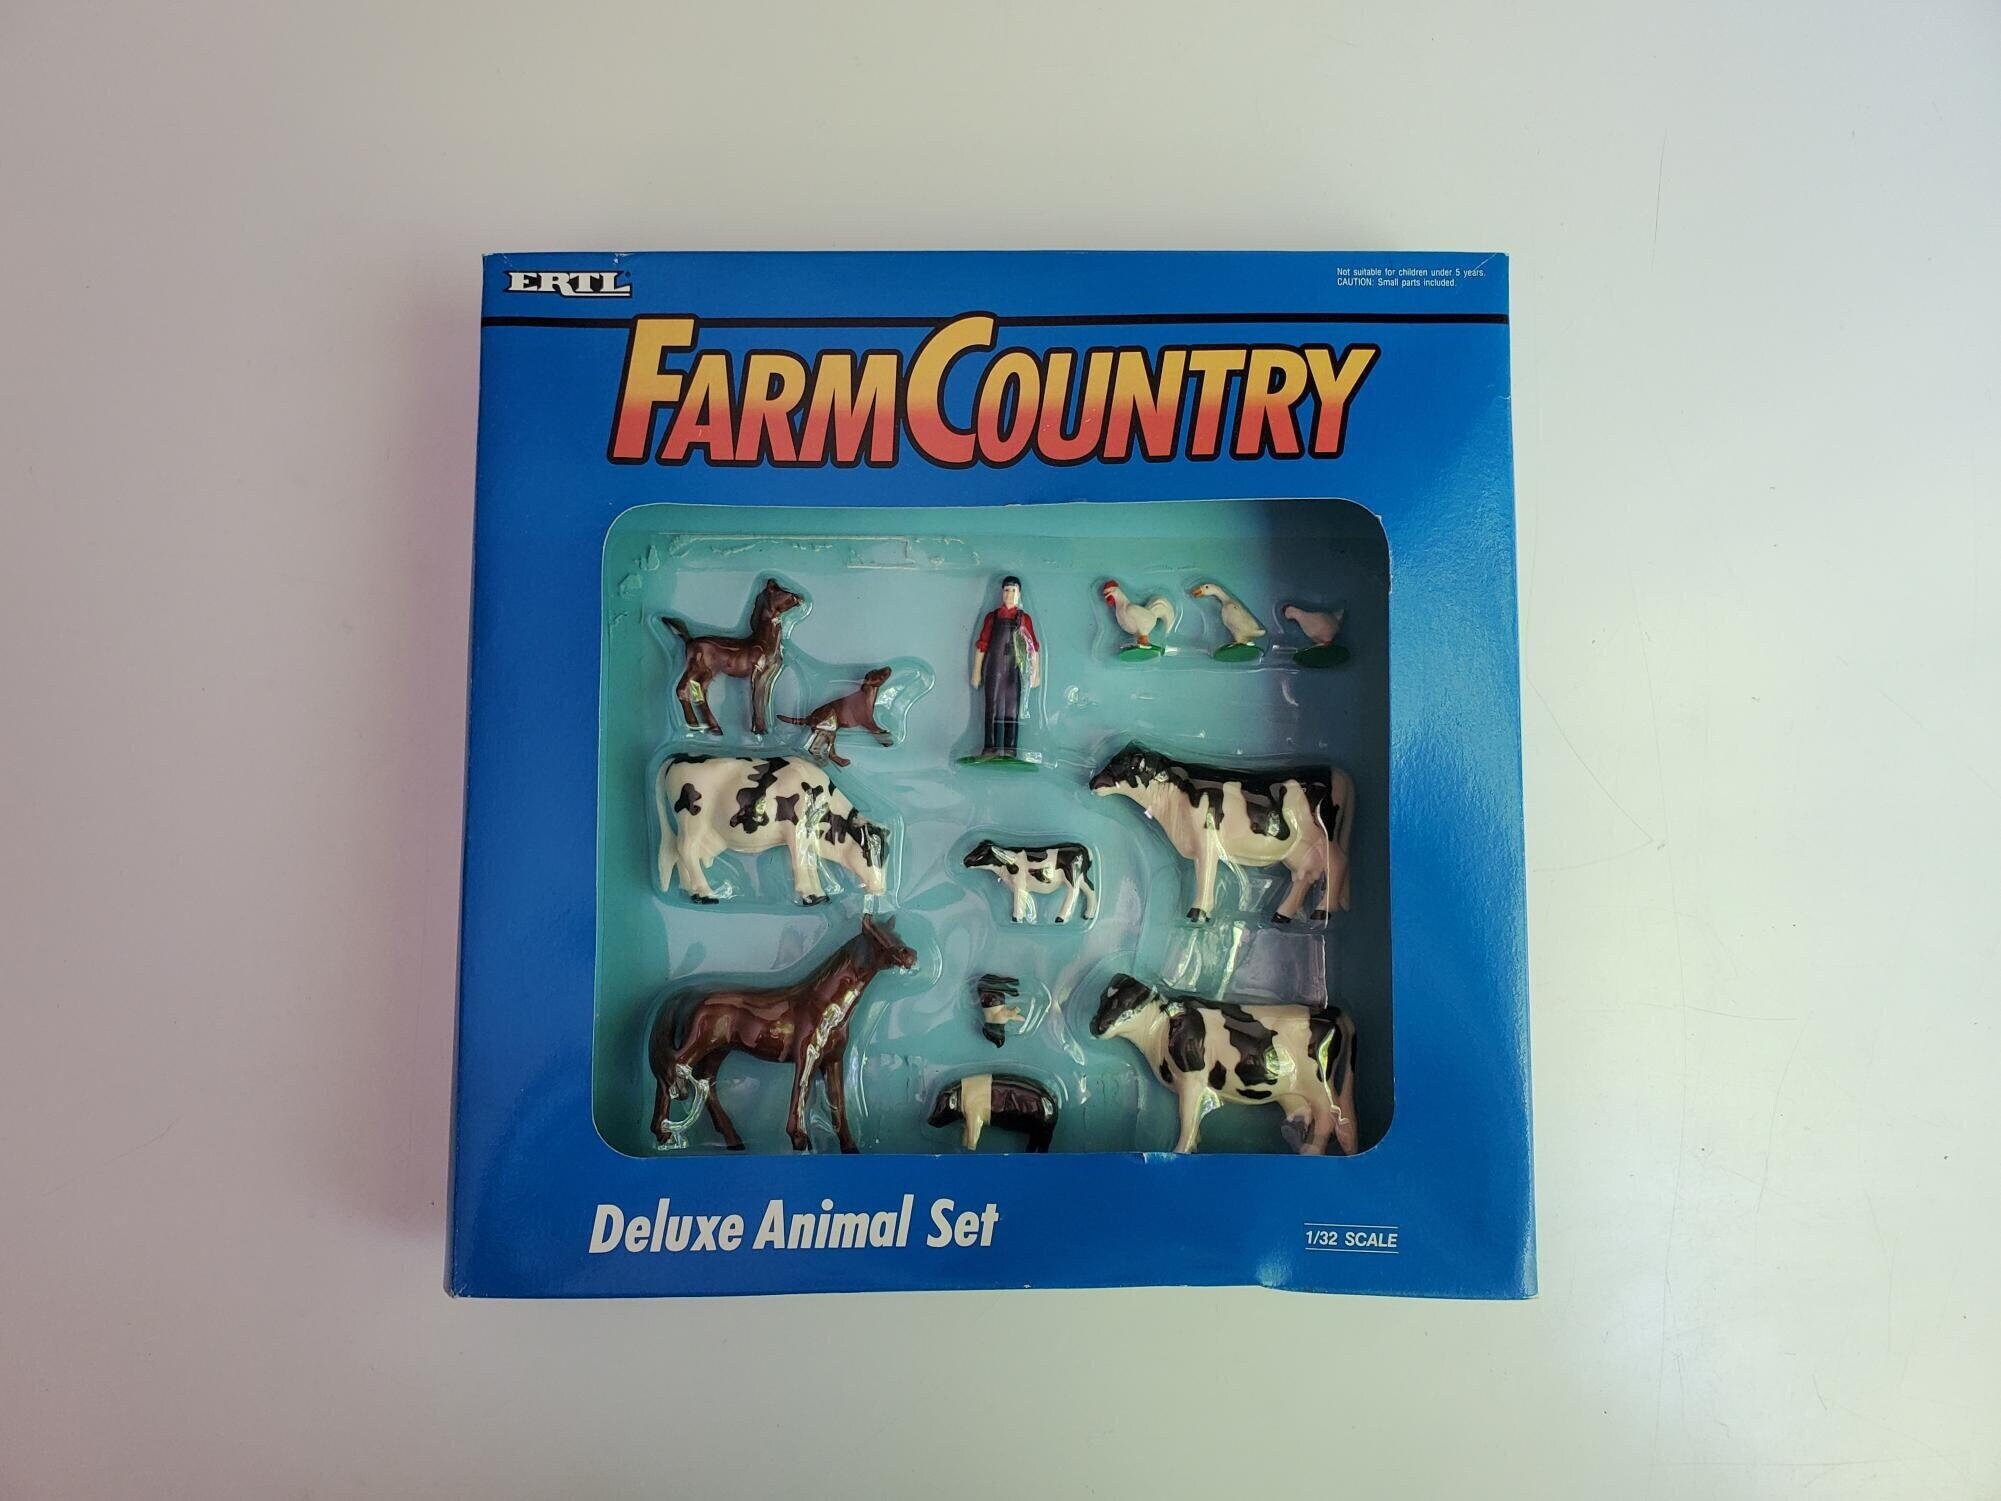 ERTL
Not suitable for children under 5 years.
CAUTION: Small parts included.
FARM COUNTRY
Deluxe Animal Set
1/32 SCALE